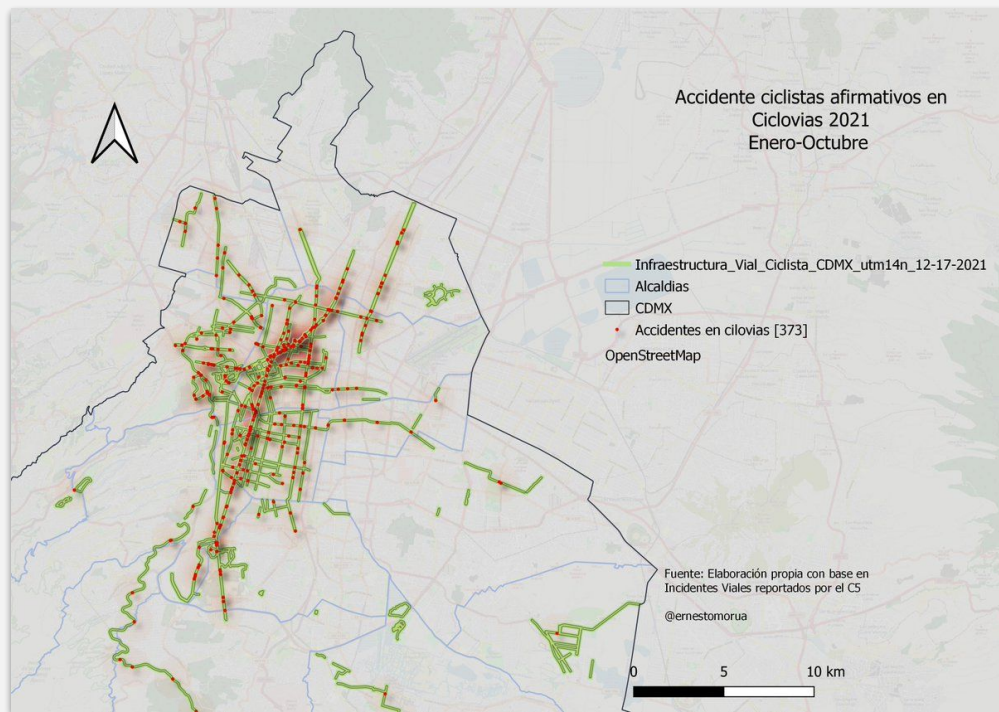 Accidente ciclistas afirmativos en
Ciclovias 2021
Enero-Octubre
Infraestructura_Vial_Ciclista_CDMX_utm14n_12-17-2021
Alcaldias
CDMX
Accidentes en cilovias [373]
OpenStreetMap
Fuente: Elaboración propia con base en
Incidentes Viales reportados por el C5
@ernestomorua
0 5 10 km